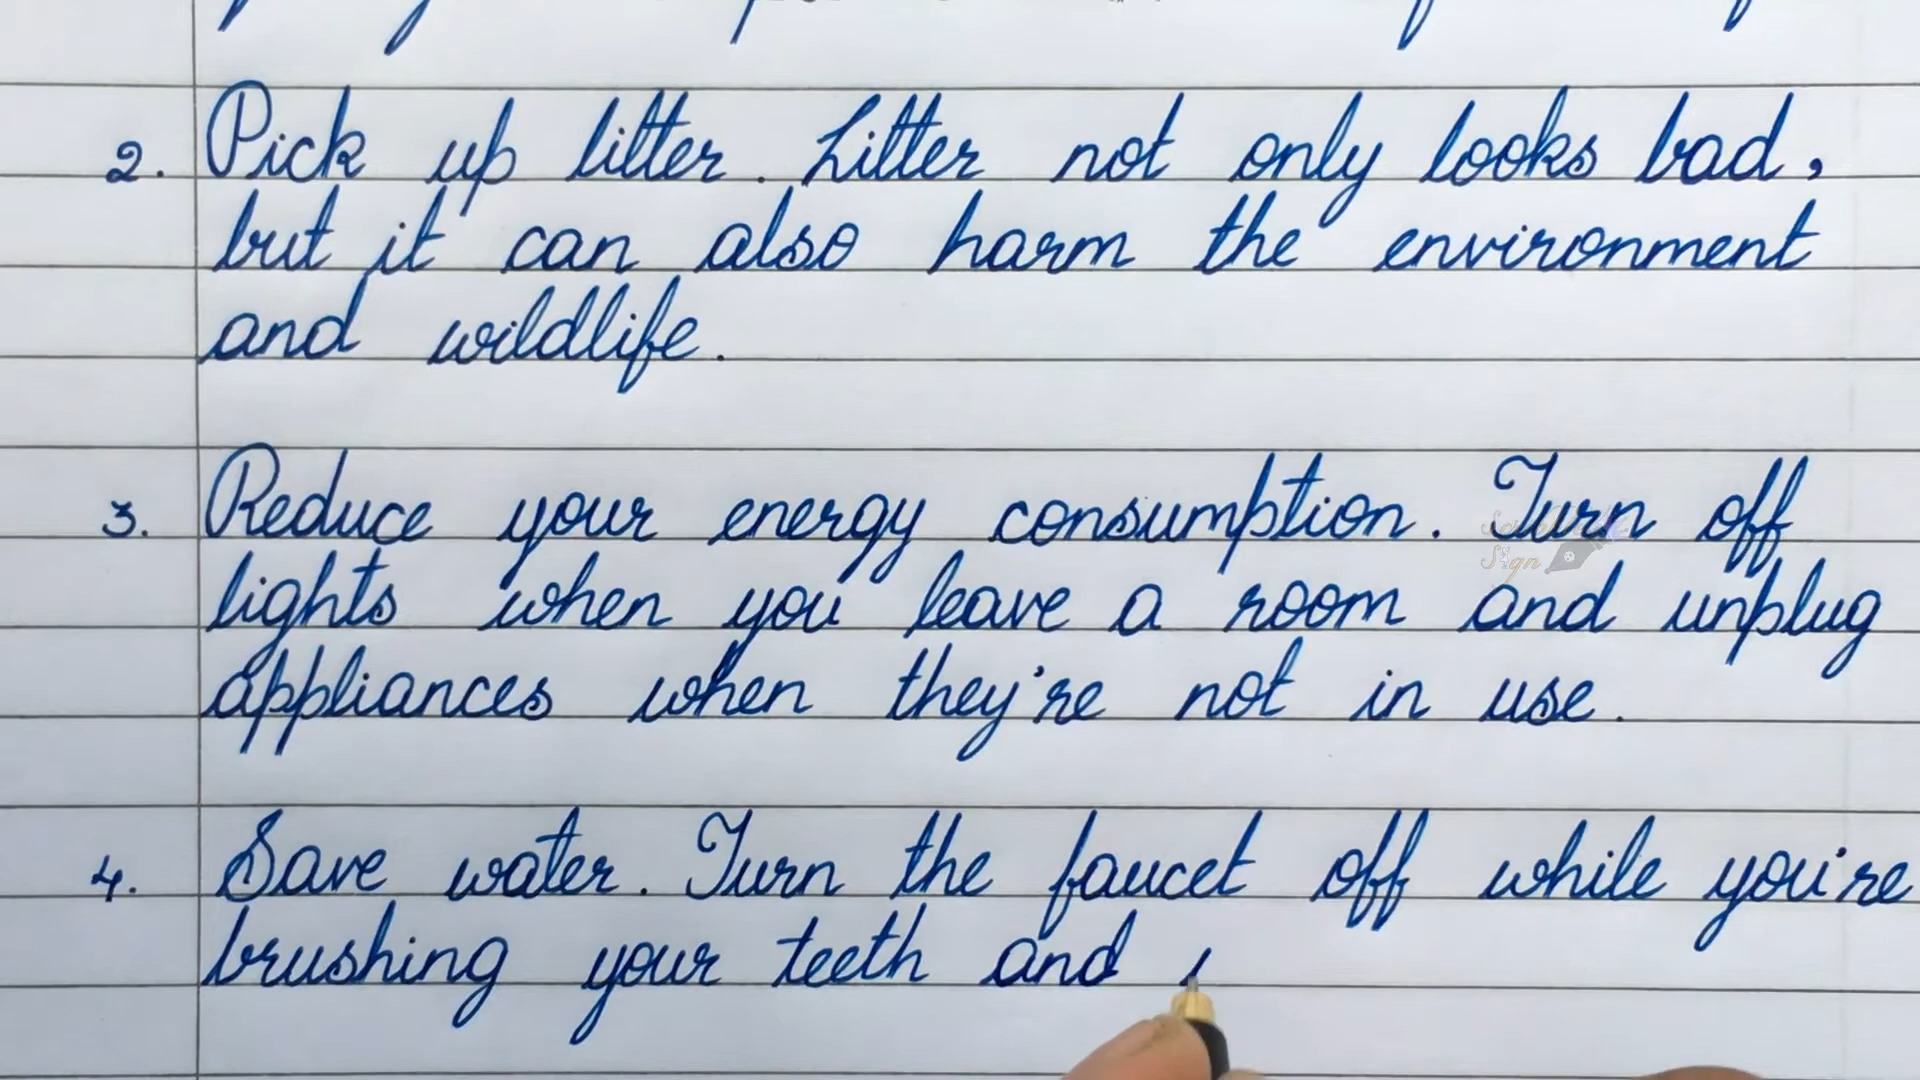 2. Pick up litter. Litter not only looks bad,
but it can also harm the environment
and wildlife.
3. Reduce your energy consumption. Turn off
lights when you leave a room and unplug
appliances when they're not in use.
Sign
4. Save water. Turn the faucet off while you're
brushing your teeth and